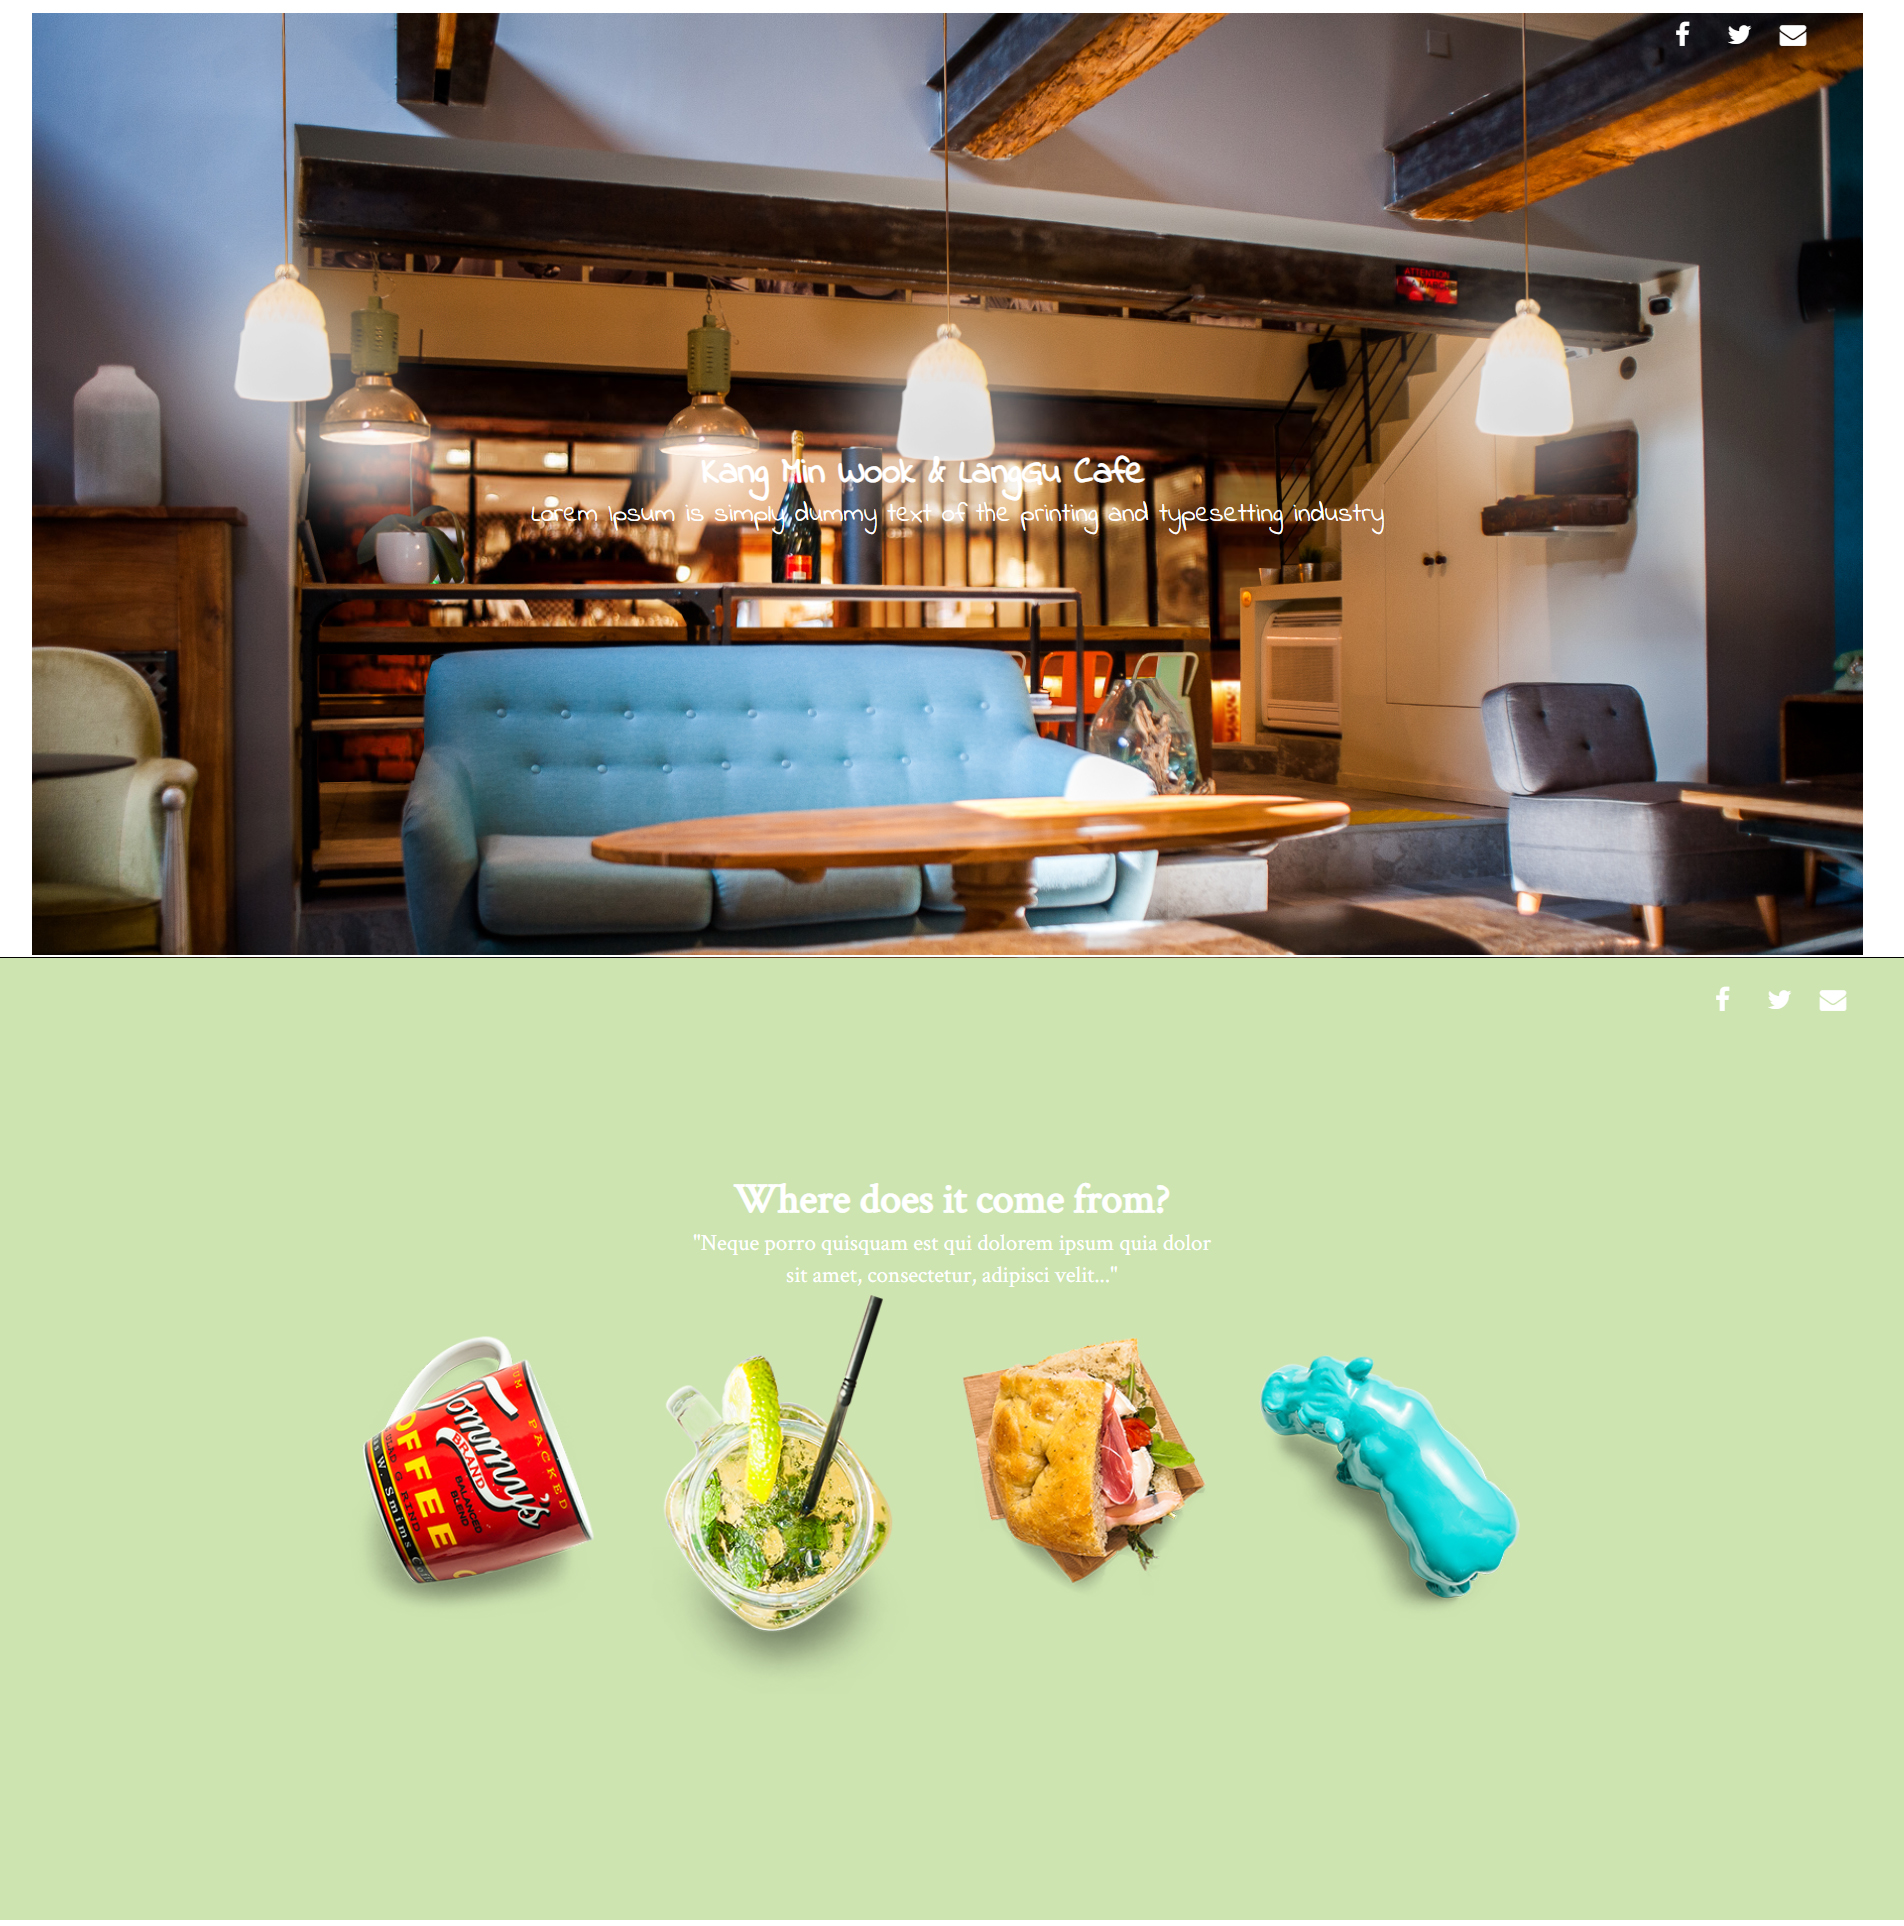 ATTENTION
Kang Min Wook & LangGu Cafe
Lorem Ipsum is simply dummy text of the printing and typesetting industry
Where does it come from?
"Neque porro quisquam est qui dolorem ipsum quia dolor
sit amet, consectetur, adipisci velit..."
PACKED
Tommy's
BRAND
BALANCED
BLEND
COFFEE
W. Smims